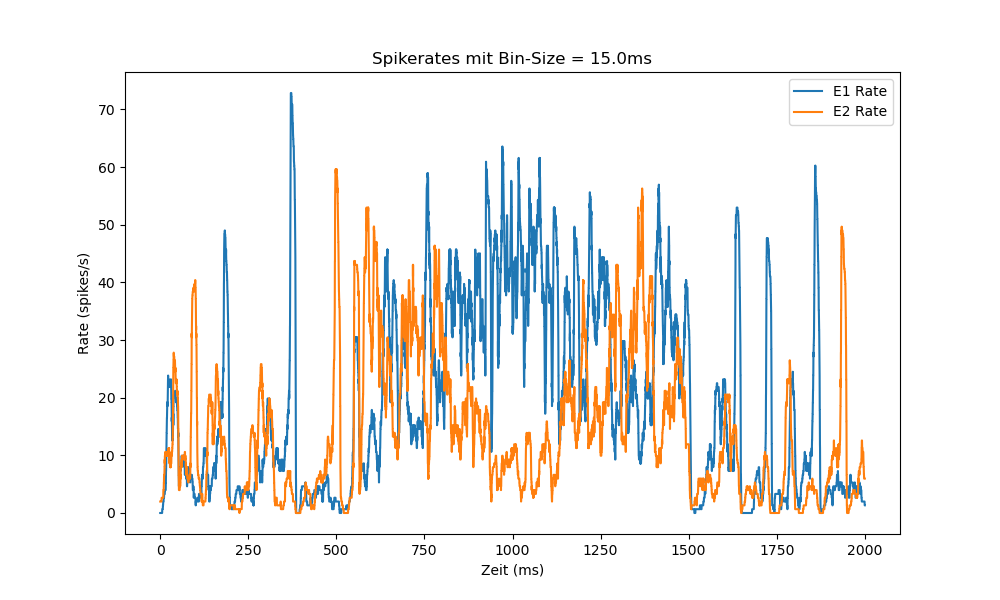 Spikerates mit Bin-Size = 15.0ms
E1 Rate
E2 Rate
Rate (spikes/s)
70
60
50
40
30
20
10
0
0 250 500 750 1000 1250 1500 1750 2000
Zeit (ms)